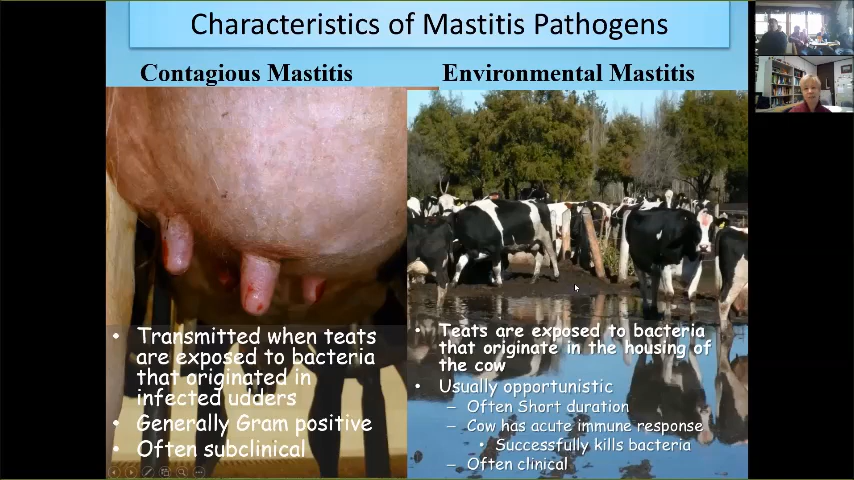 Characteristics of Mastitis Pathogens
Contagious Mastitis
Environmental Mastitis
• Transmitted when teats
are exposed to bacteria
that originated in
infected udders
• Generally Gram positive
• Often subclinical
• Teats are exposed to bacteria
that originate in the housing of
the cow
• Usually opportunistic
– Often Short duration
– Cow has acute immune response
• Successfully kills bacteria
– Often clinical